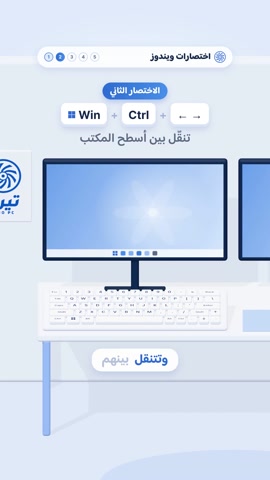 اختصارات ويندوز
1 2 3 4 5
الاختصار الثاني
Win + Ctrl + ← →
تنقّل بين أسطح المكتب
وتتنقل بينهم